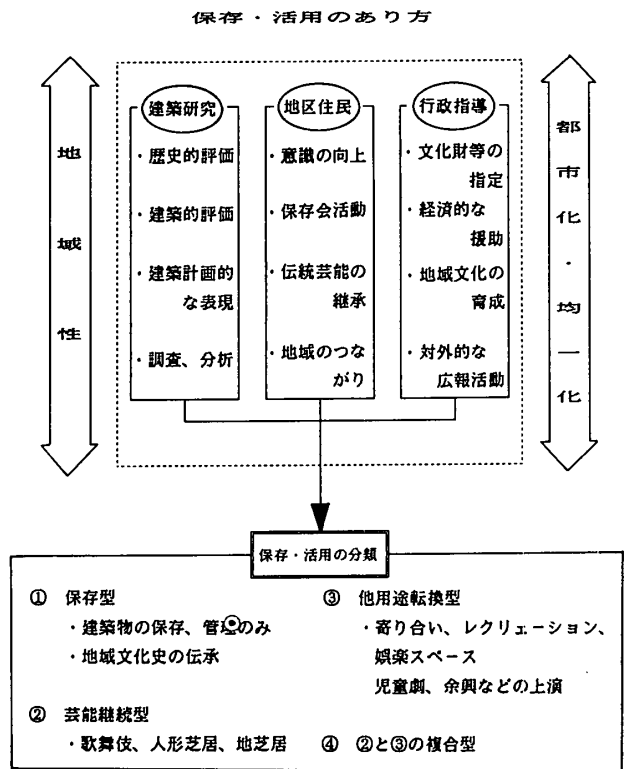 保存・活用のあり方
地域性
建築研究
・歴史的評価
・建築的評価
・建築計画的
な表現
・調査、分析
地区住民
・意識の向上
・保存会活動
・伝統芸能の
継承
・地域のつな
がり
行政指導
・文化財等の
指定
・経済的な
援助
・地域文化の
育成
・対外的な
広報活動
都市化・均一化
保存・活用の分類
① 保存型
・建築物の保存、管理のみ
・地域文化史の伝承
② 芸能継続型
・歌舞伎、人形芝居、地芝居
③ 他用途転換型
・寄り合い、レクリェーション、
娯楽スペース
児童劇、余興などの上演
④ ②と③の複合型